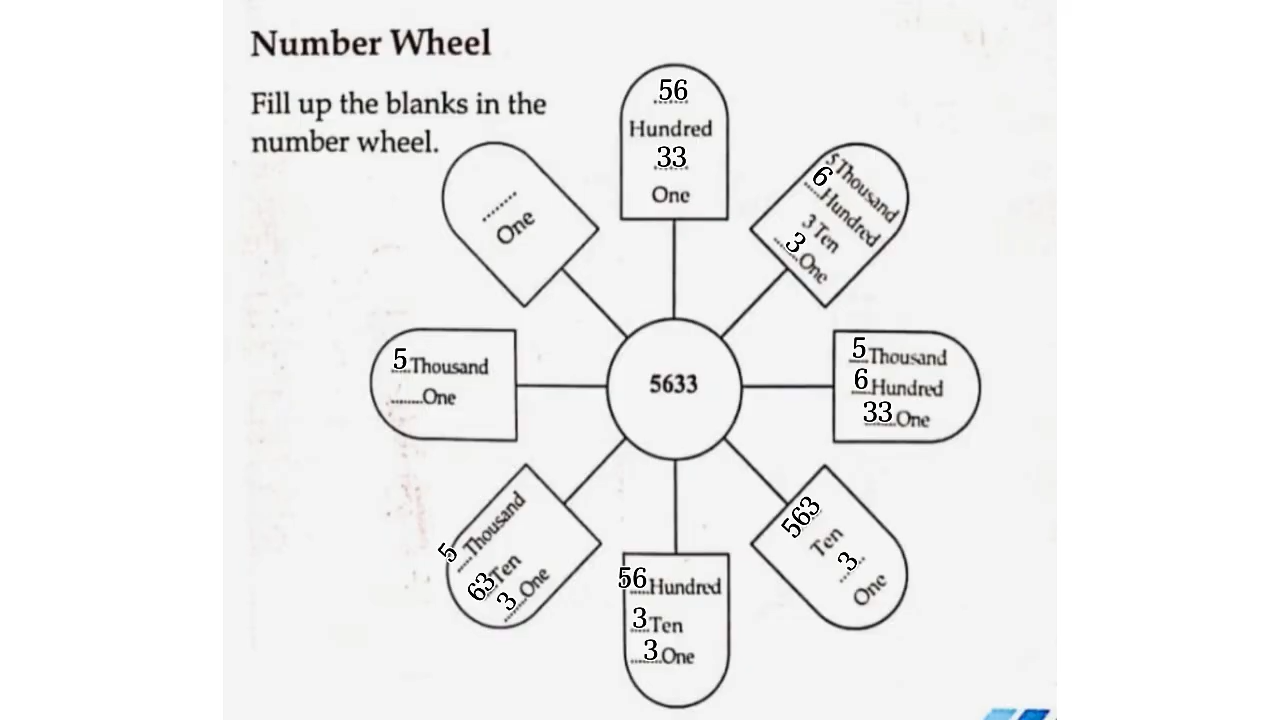 Number Wheel
Fill up the blanks in the
number wheel.
56
Hundred
33
One
5 Thousand
6 Hundred
3 Ten
3 One
5 Thousand
6 Hundred
33 One
563
Ten
3
One
56 Hundred
3 Ten
3 One
5 Thousand
63 Ten
3 One
5 Thousand
........One
........
One
5633